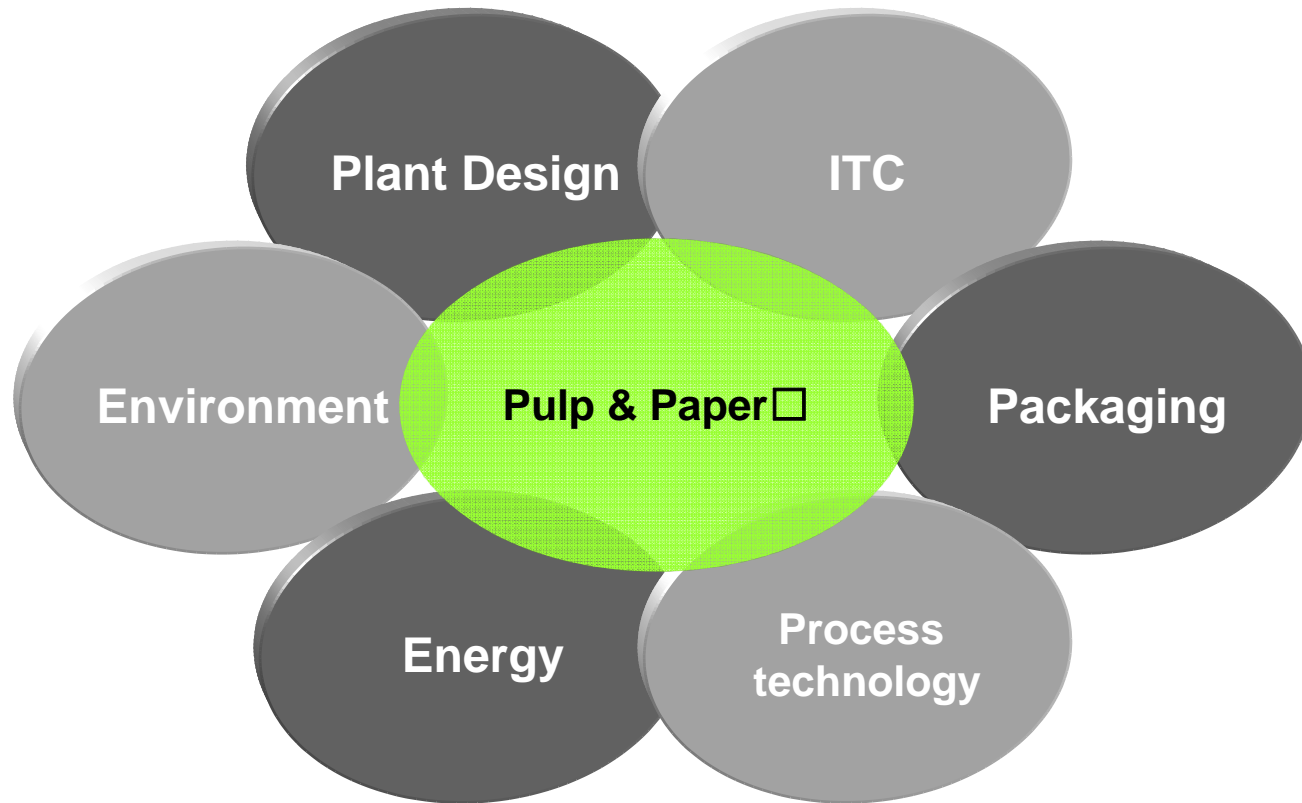 Plant Design
ITC
Environment
Pulp & Paper□
Packaging
Energy
Process
technology